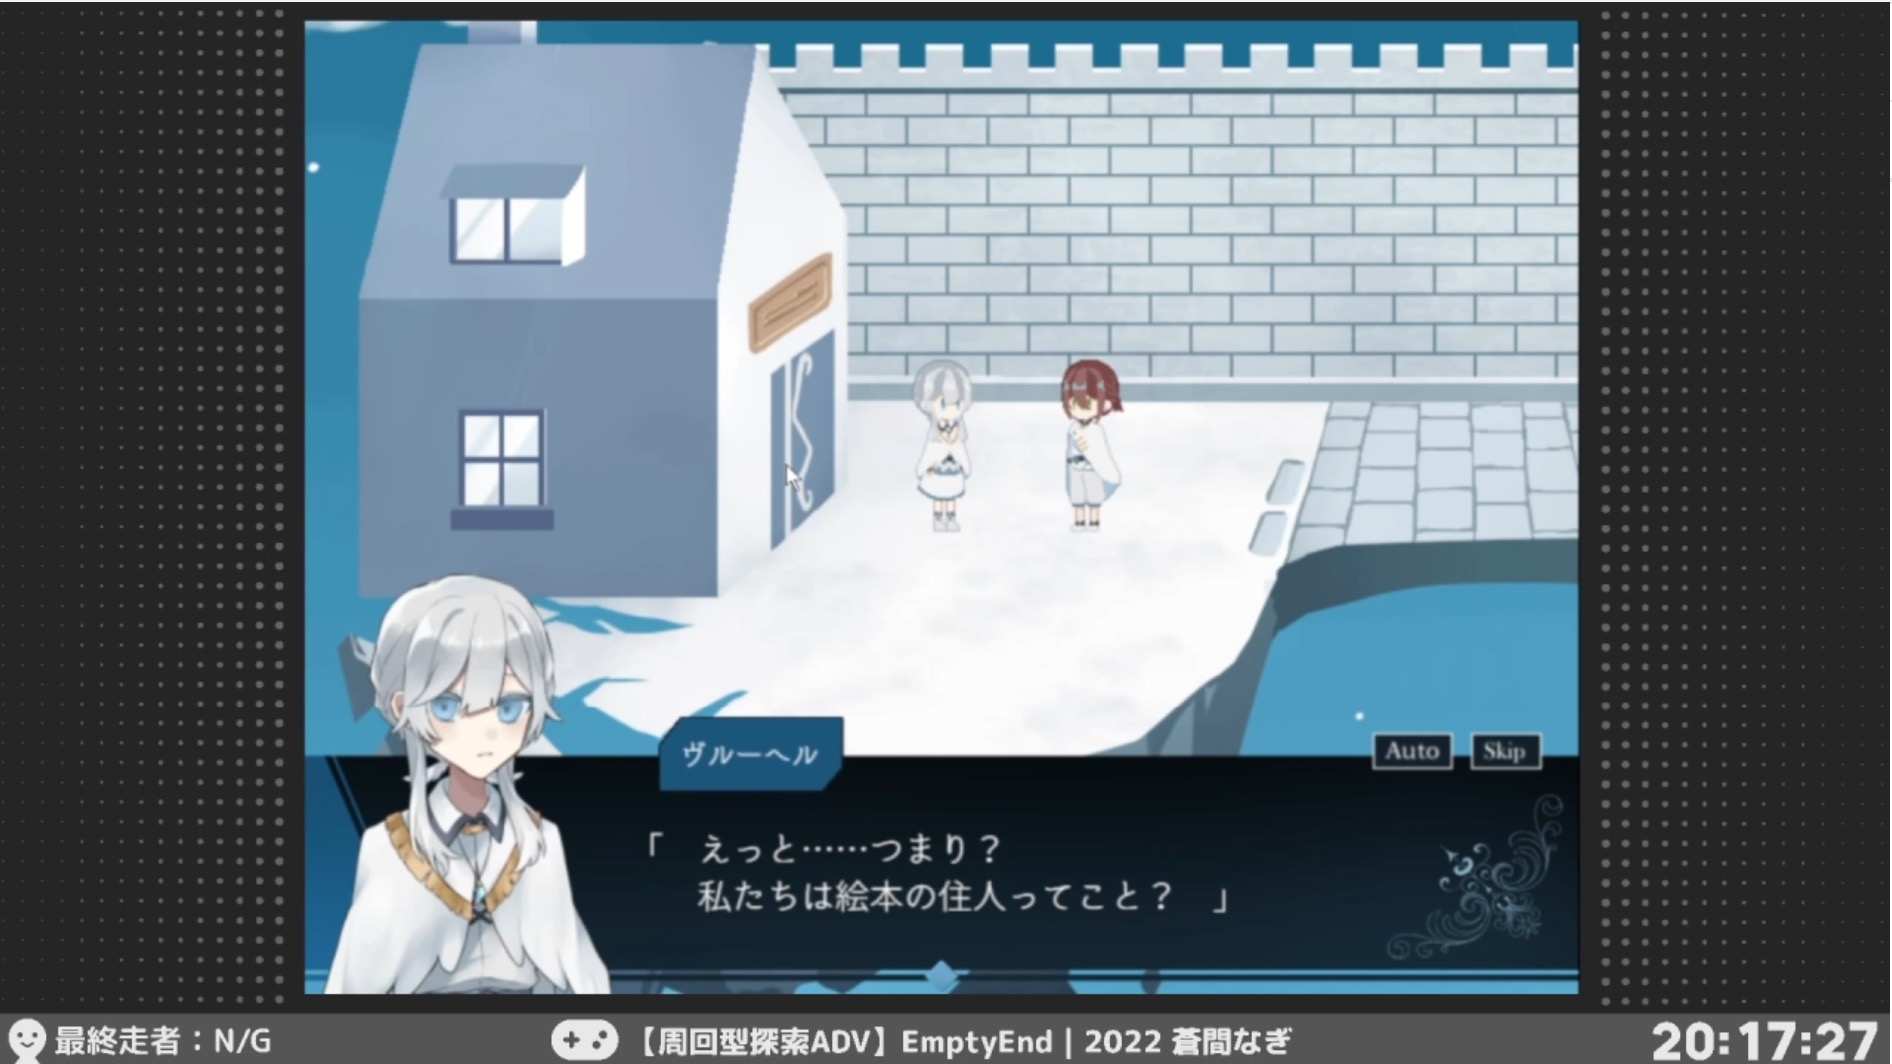 ヴルーヘル
Auto
Skip
「 えっと……つまり？
私たちは絵本の住人ってこと？ 」
最終走者：N/G
【周回型探索ADV】EmptyEnd | 2022 蒼間なぎ
20:17:27